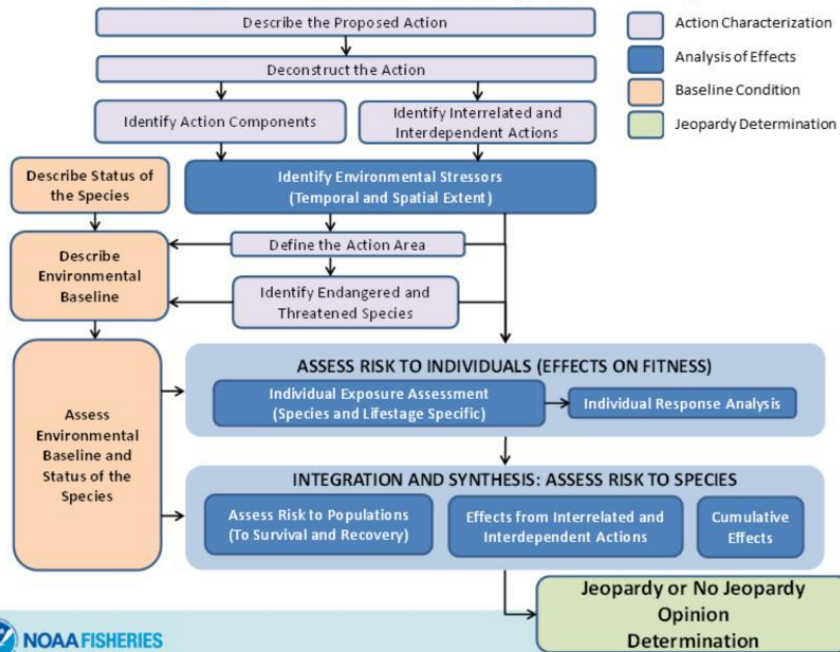 Describe the Proposed Action
Deconstruct the Action
Identify Action Components
Identify Interrelated and
Interdependent Actions
Action Characterization
Analysis of Effects
Baseline Condition
Jeopardy Determination
Describe Status of
the Species
Identify Environmental Stressors
(Temporal and Spatial Extent)
Describe
Environmental
Baseline
Define the Action Area
Identify Endangered and
Threatened Species
Assess
Environmental
Baseline and
Status of the
Species
ASSESS RISK TO INDIVIDUALS (EFFECTS ON FITNESS)
Individual Exposure Assessment
(Species and Lifestage Specific)
Individual Response Analysis
INTEGRATION AND SYNTHESIS: ASSESS RISK TO SPECIES
Assess Risk to Populations
(To Survival and Recovery)
Effects from Interrelated and
Interdependent Actions
Cumulative
Effects
Jeopardy or No Jeopardy
Opinion
Determination
NOAA FISHERIES